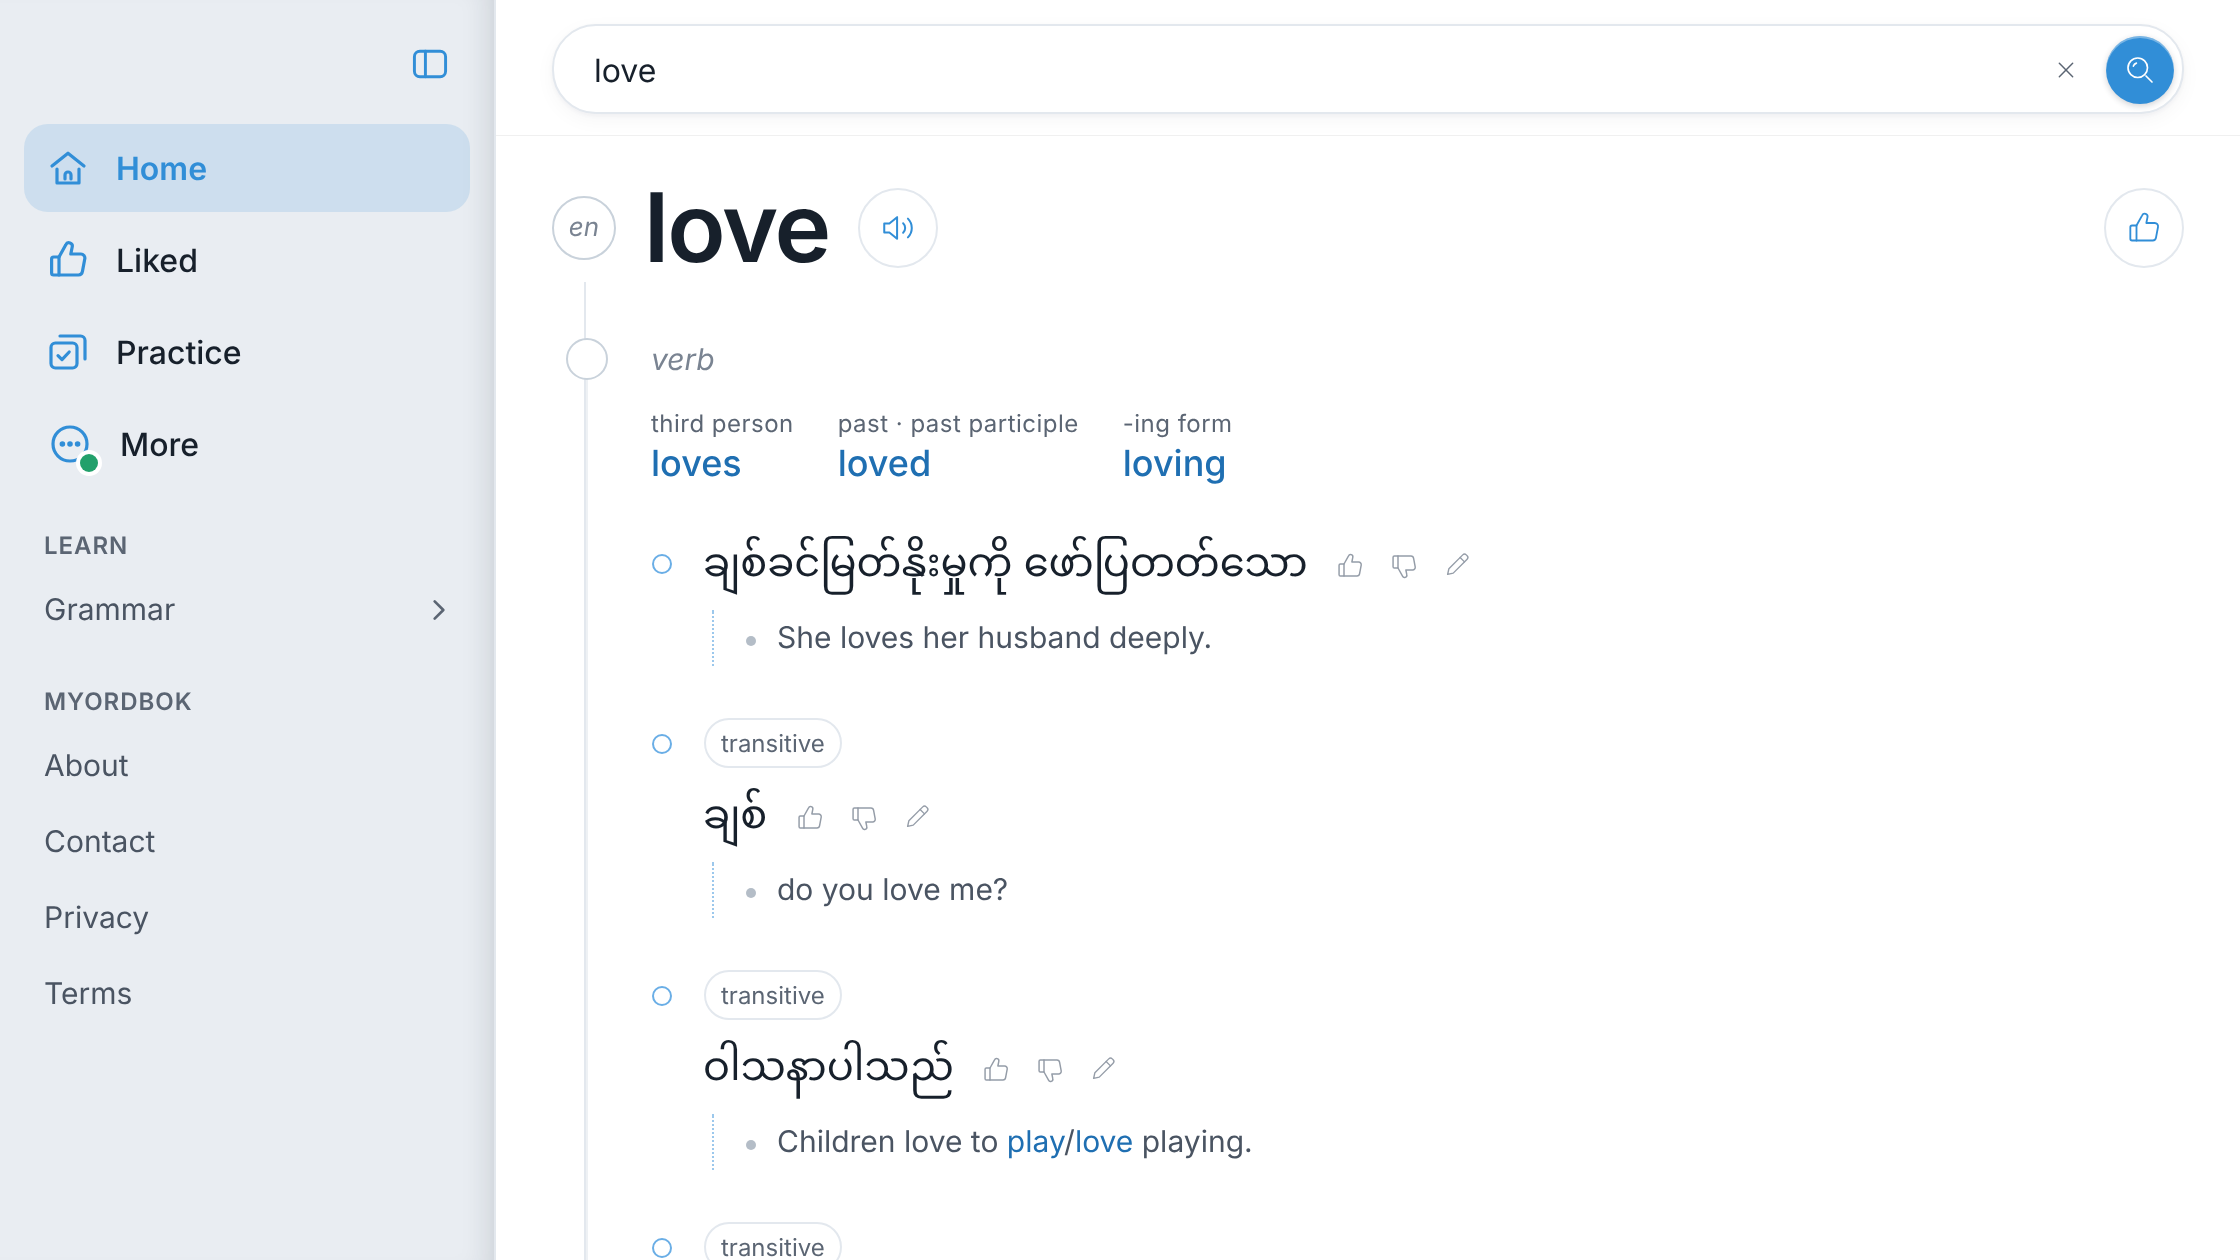 love
Home
Liked
Practice
More
LEARN
Grammar
MYORDBOK
About
Contact
Privacy
Terms
en
love
verb
third person
loves
past · past participle
loved
-ing form
loving
ချစ်ခင်မြတ်နိုးမှုကို ဖော်ပြတတ်သော
She loves her husband deeply.
transitive
ချစ်
do you love me?
transitive
ဝါသနာပါသည်
Children love to play/love playing.
transitive